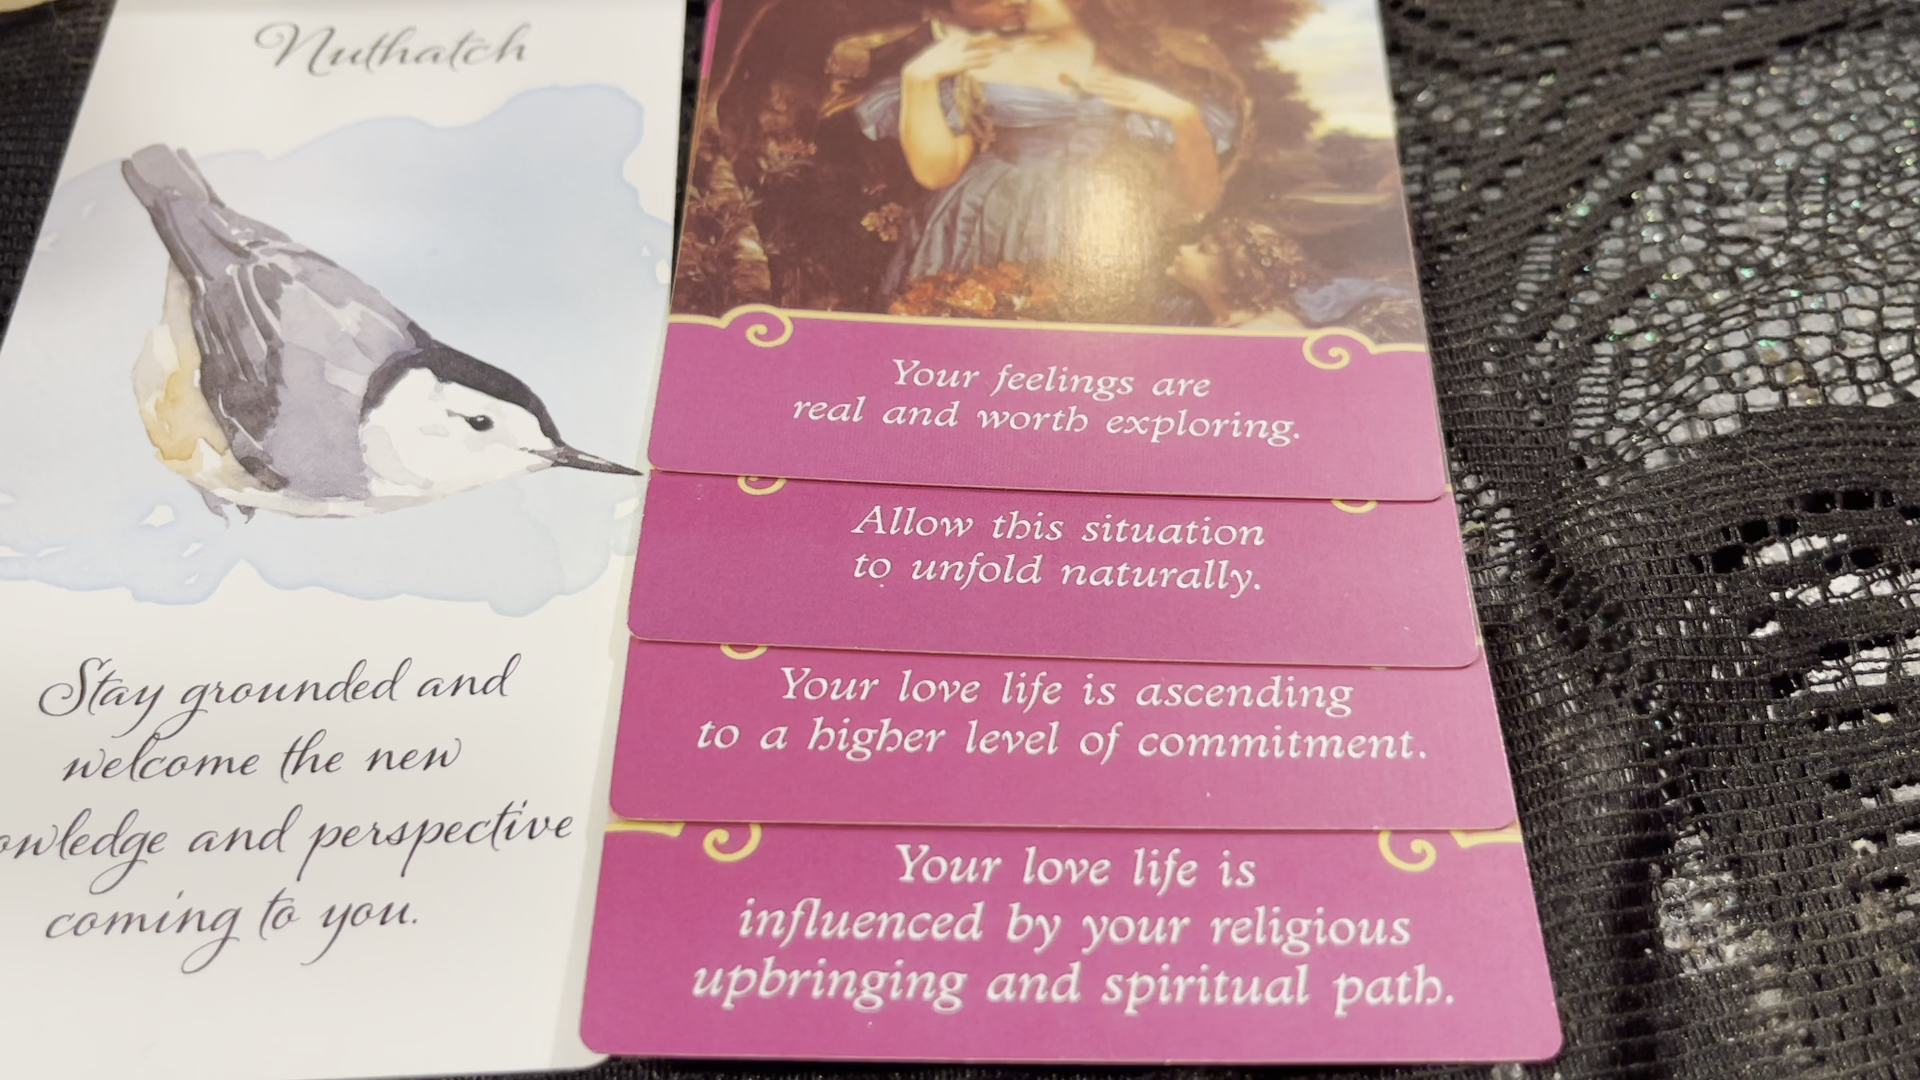 Nuthatch
Stay grounded and
welcome the new
and perspective
coming to you.
Your feelings are
real and worth exploring.
Allow this situation
to unfold naturally.
Your love life is ascending
to a higher level of commitment.
Your love life is
influenced by your religious
upbringing and spiritual path.